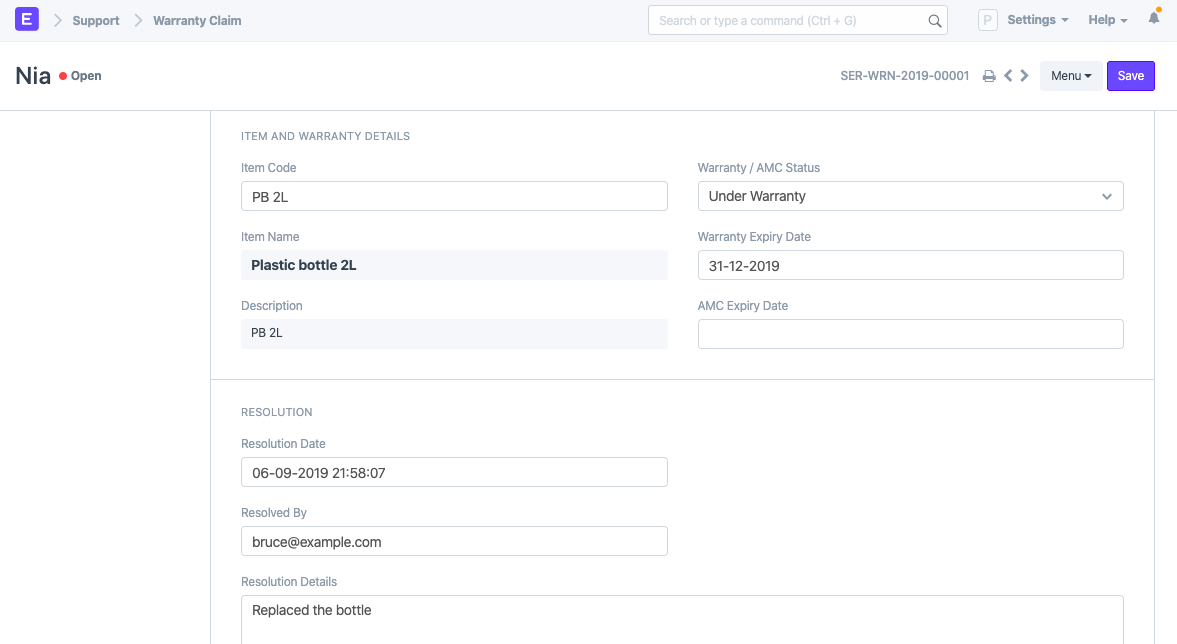 E Support Warranty Claim Search or type a command (Ctrl + G) P Settings Help
Nia Open SER-WRN-2019-00001 Menu Save
ITEM AND WARRANTY DETAILS
Item Code Warranty / AMC Status
PB 2L Under Warranty
Item Name Warranty Expiry Date
Plastic bottle 2L 31-12-2019
Description AMC Expiry Date
PB 2L
RESOLUTION
Resolution Date
06-09-2019 21:58:07
Resolved By
bruce@example.com
Resolution Details
Replaced the bottle